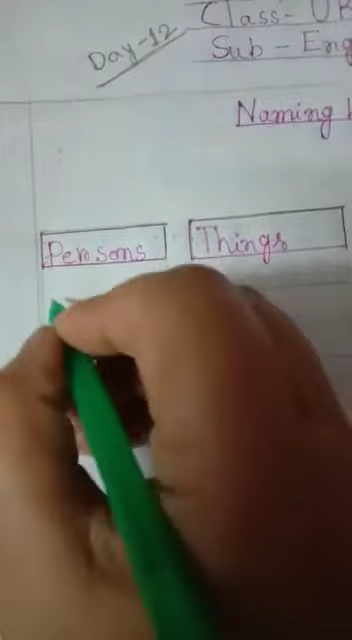 Day-12
Class-
Sub - Eng
Naming
Persons
Things